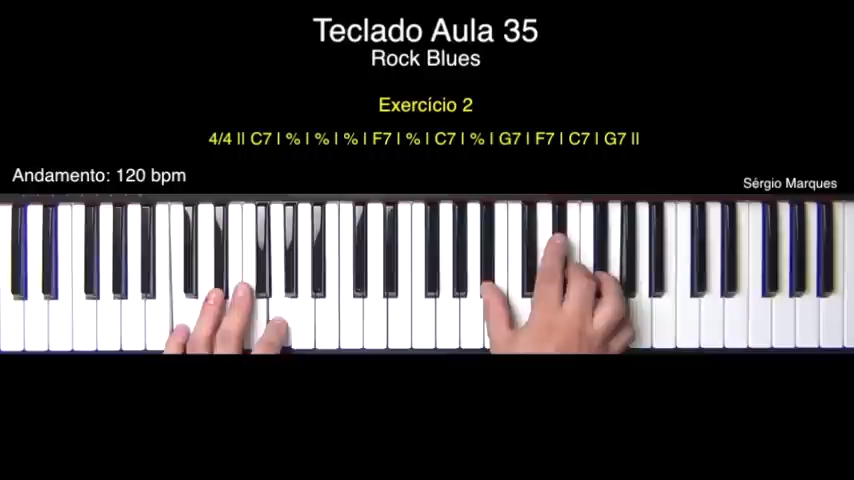 Teclado Aula 35
Rock Blues
Exercício 2
4/4 || C7 | % | % | % | F7 | % | C7 | % | G7 | F7 | C7 | G7 ||
Andamento: 120 bpm
Sérgio Marques